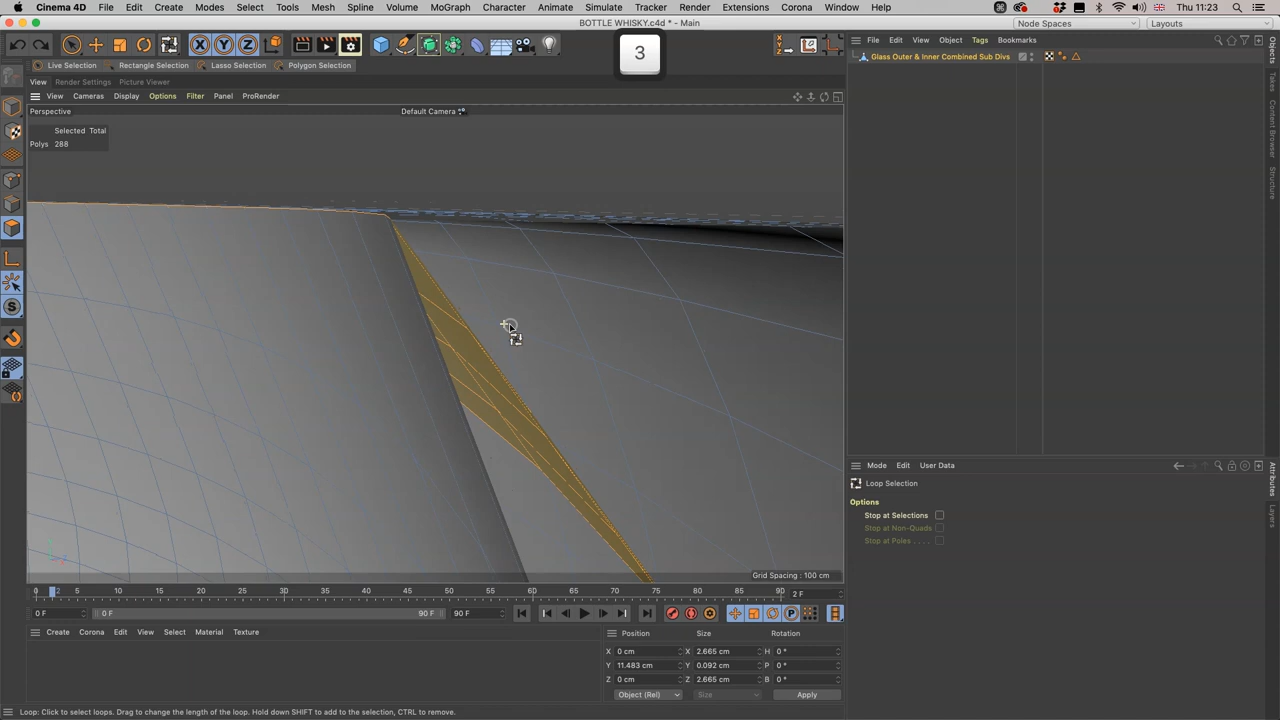 Cinema 4D File Edit Create Modes Select Tools Mesh Spline Volume MoGraph Character Animate Simulate Tracker Render Extensions Corona Window Help Thu 11:23
BOTTLE WHISKY.c4d * - Main Node Spaces Layouts
X Y Z
Live Selection Rectangle Selection Lasso Selection Polygon Selection
3
View Render Settings Picture Viewer
View Cameras Display Options Filter Panel ProRender
Perspective Default Camera
Selected Total
Polys 288
Grid Spacing : 100 cm
0 2 5 10 15 20 25 30 35 40 45 50 55 60 65 70 75 80 85 90 2 F
0 F 0 F 90 F 90 F
P
Create Corona Edit View Select Material Texture
Position Size Rotation
X 0 cm X 2.665 cm H 0 °
Y 11.483 cm Y 0.092 cm P 0 °
Z 0 cm Z 2.665 cm B 0 °
Object (Rel) Size Apply
Loop: Click to select loops. Drag to change the length of the loop. Hold down SHIFT to add to the selection, CTRL to remove.
File Edit View Object Tags Bookmarks
Glass Outer & Inner Combined Sub Divs
Mode Edit User Data
Loop Selection
Options
Stop at Selections
Stop at Non-Quads
Stop at Poles . . . .
Objects
Takes
Content Browser
Structure
Attributes
Layers